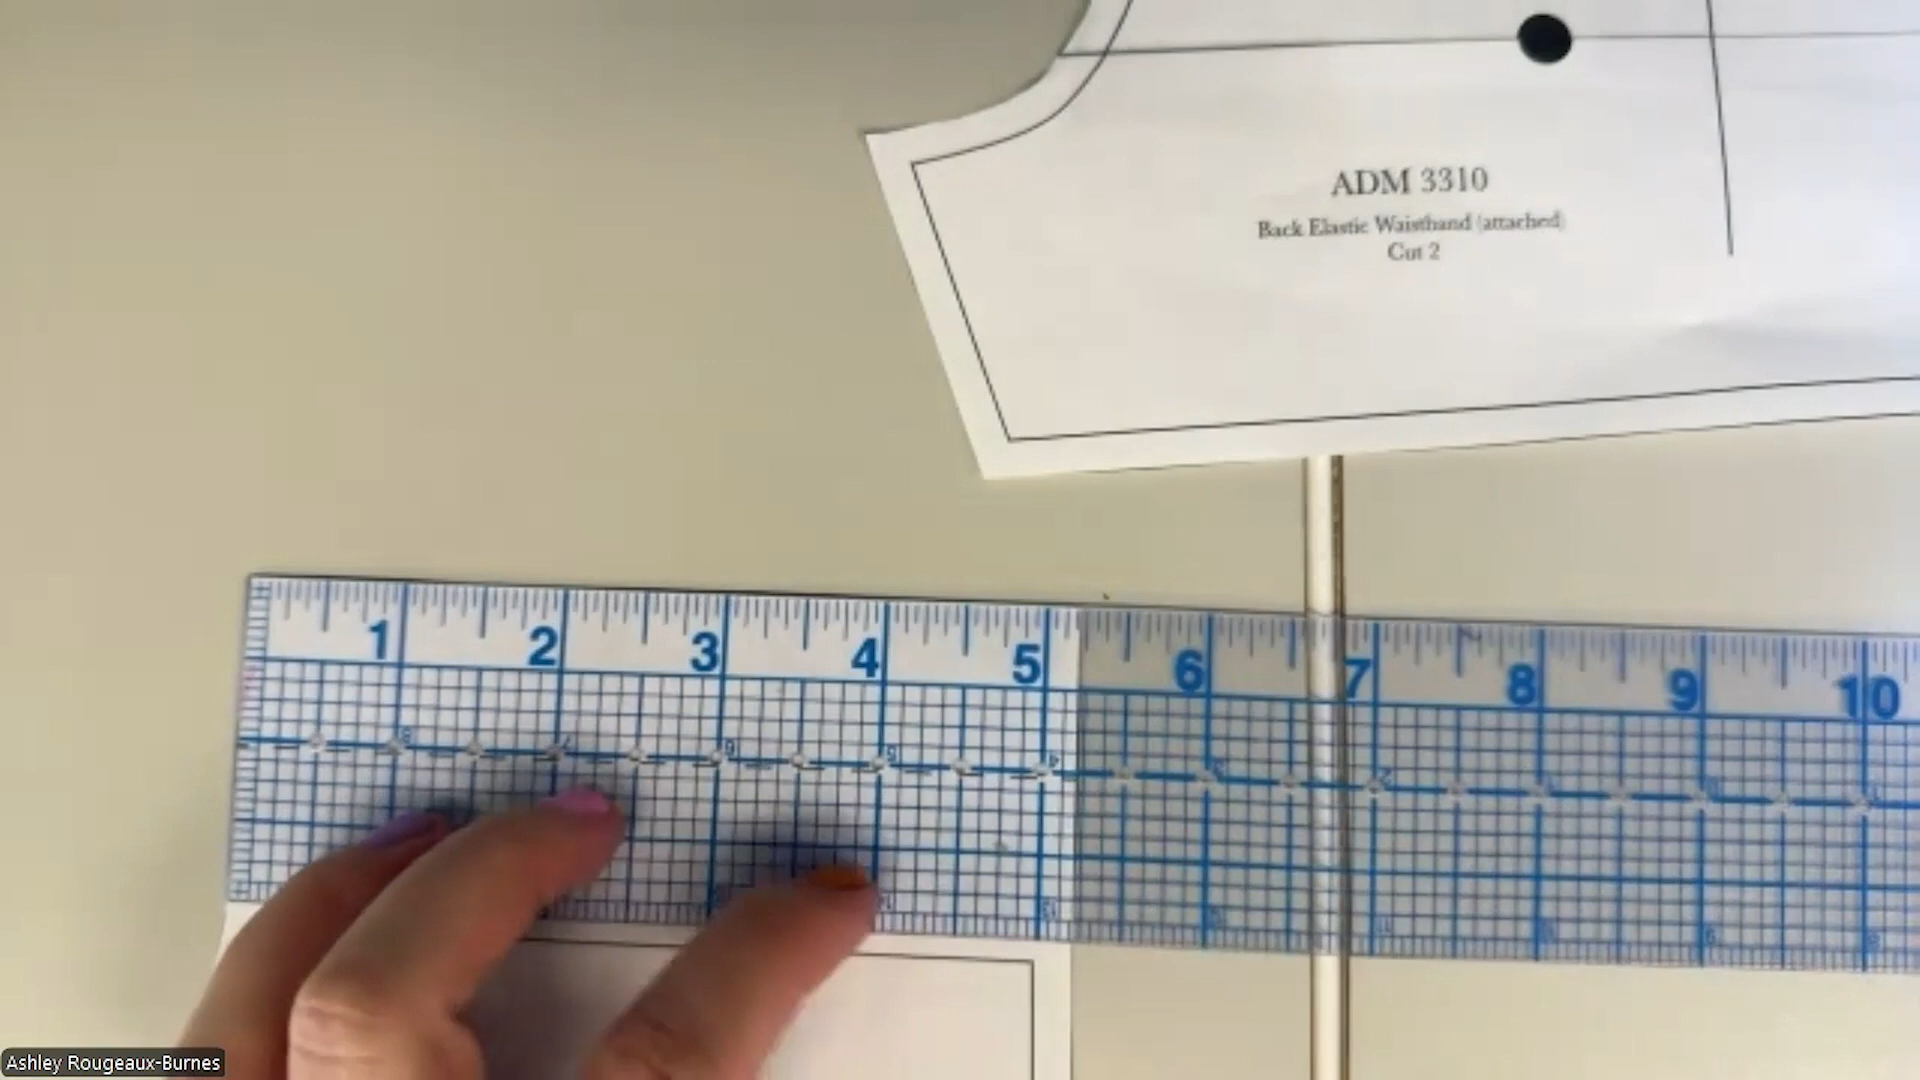 ADM 3310
Back Elastic Waistband (attached)
Cut 2
1 2 3 4 5 6 7 8 9 10
Ashley Rougeaux-Burnes